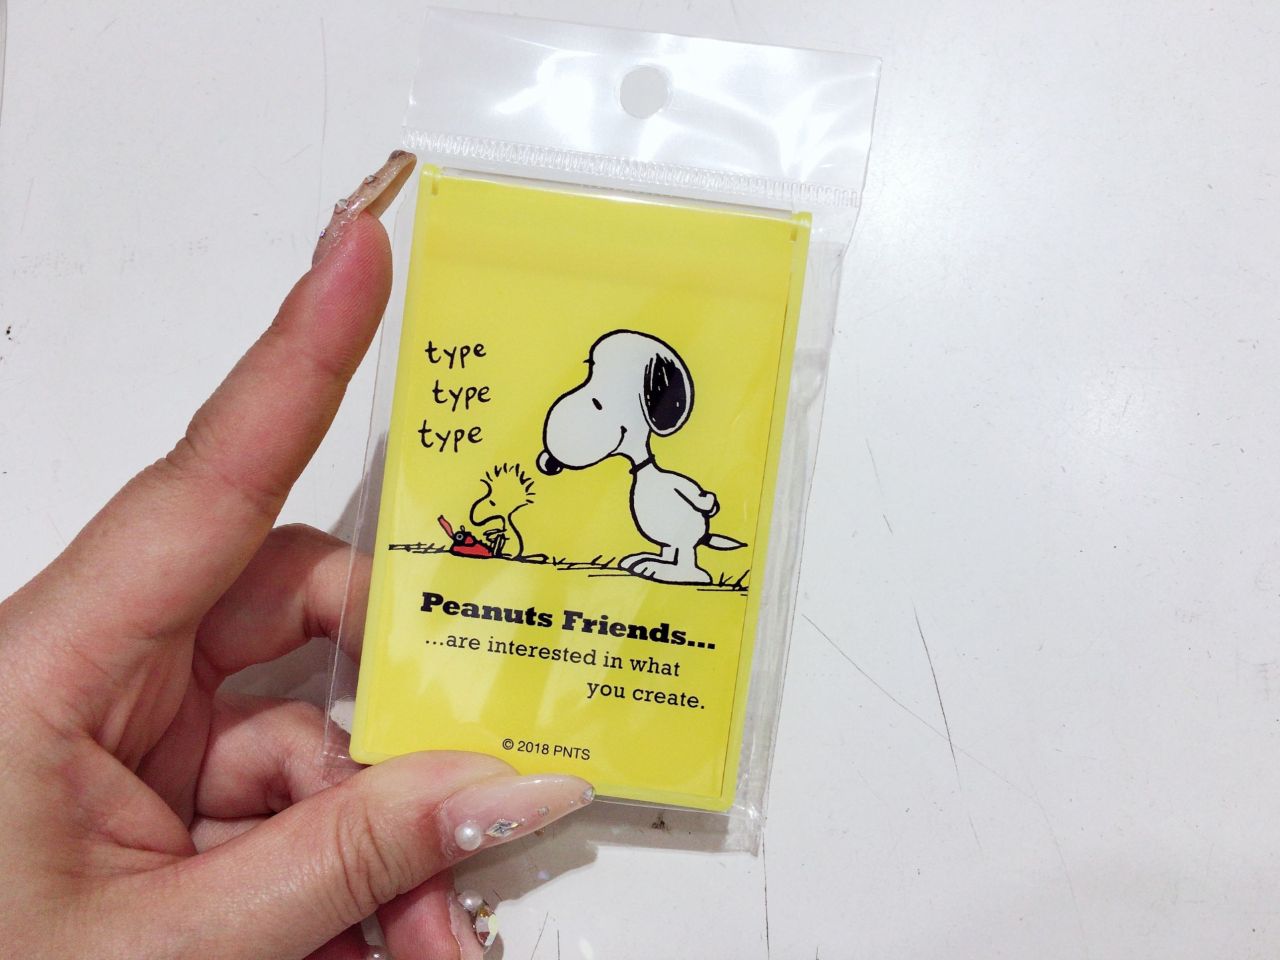 type
type
type
Peanuts Friends...
...are interested in what
you create.
© 2018 PNTS